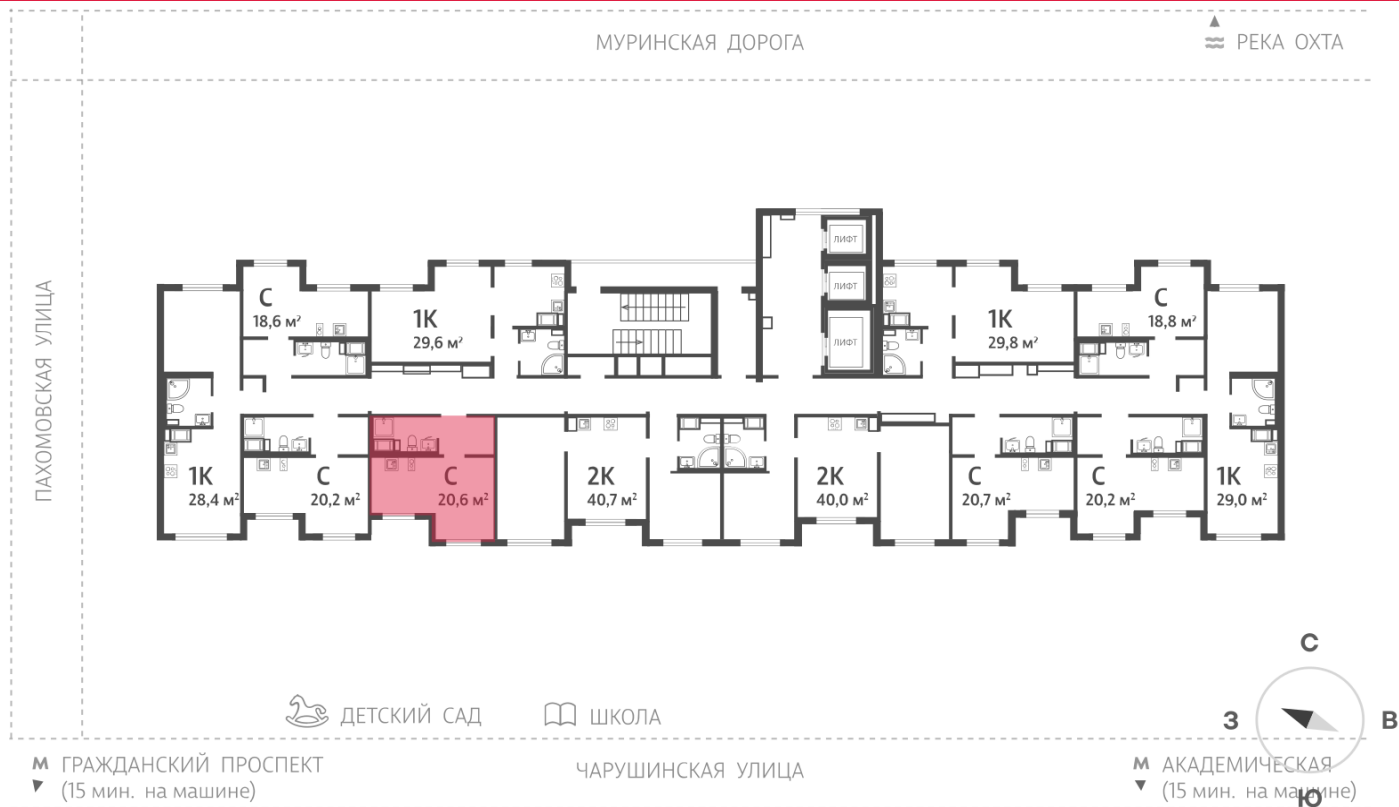 МУРИНСКАЯ ДОРОГА
РЕКА ОХТА
ПАХОМОВСКАЯ УЛИЦА
ЛИФТ
ЛИФТ
ЛИФТ
С
18,6 м²
1К
29,6 м²
1К
29,8 м²
С
18,8 м²
1К
28,4 м²
С
20,2 м²
С
20,6 м²
2К
40,7 м²
2К
40,0 м²
С
20,7 м²
С
20,2 м²
1К
29,0 м²
С
З
В
Ю
ДЕТСКИЙ САД
ШКОЛА
М ГРАЖДАНСКИЙ ПРОСПЕКТ
(15 мин. на машине)
ЧАРУШИНСКАЯ УЛИЦА
М АКАДЕМИЧЕСКАЯ
(15 мин. на машине)